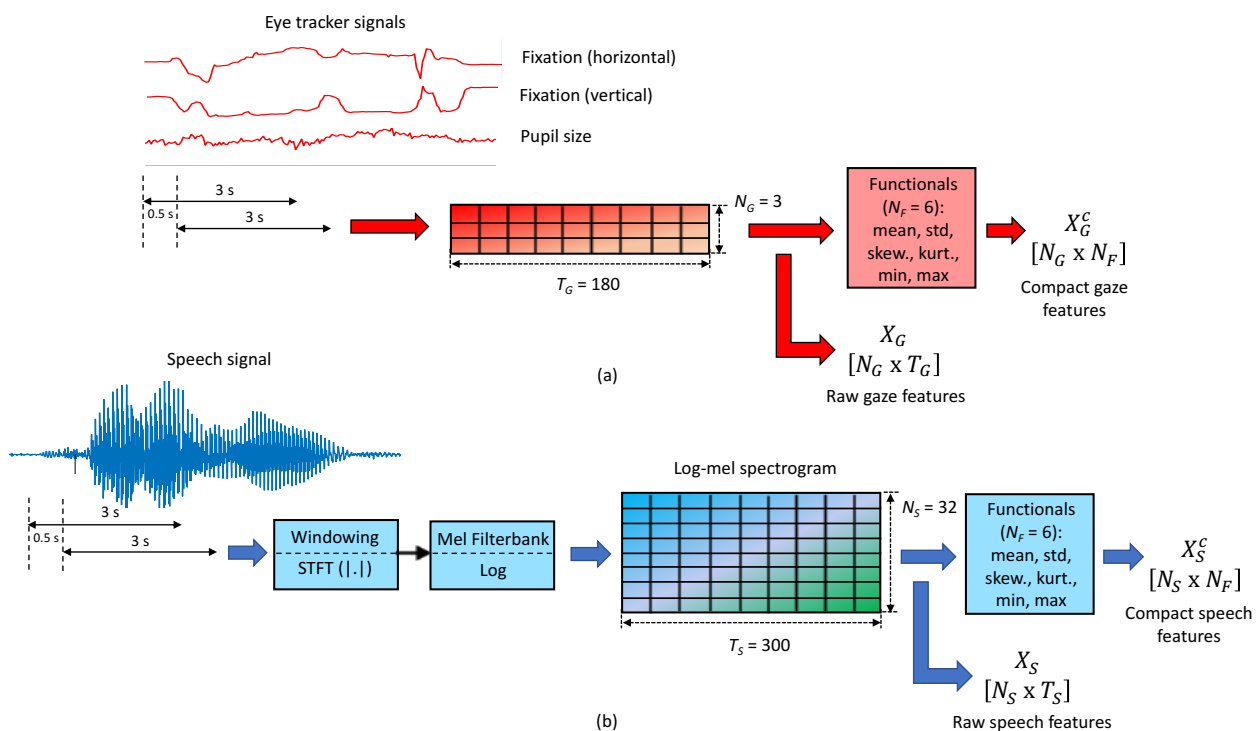 Eye tracker signals
Fixation (horizontal)
Fixation (vertical)
Pupil size
3 s
0.5 s
3 s
N_G = 3
T_G = 180
Functionals
(N_F = 6):
mean, std,
skew., kurt.,
min, max
X_G^c
[N_G x N_F]
Compact gaze
features
X_G
[N_G x T_G]
Raw gaze features
(a)
Speech signal
3 s
0.5 s
3 s
Windowing
STFT (|.|)
Mel Filterbank
Log
Log-mel spectrogram
N_S = 32
T_S = 300
Functionals
(N_F = 6):
mean, std,
skew., kurt.,
min, max
X_S^c
[N_S x N_F]
Compact speech
features
X_S
[N_S x T_S]
Raw speech features
(b)